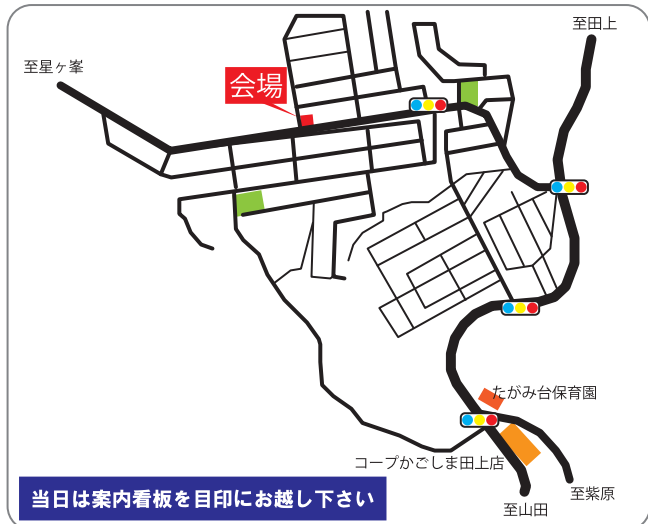 至田上
至星ヶ峯
会場
たがみ台保育園
コープかごしま田上店
至紫原
至山田
当日は案内看板を目印にお越し下さい